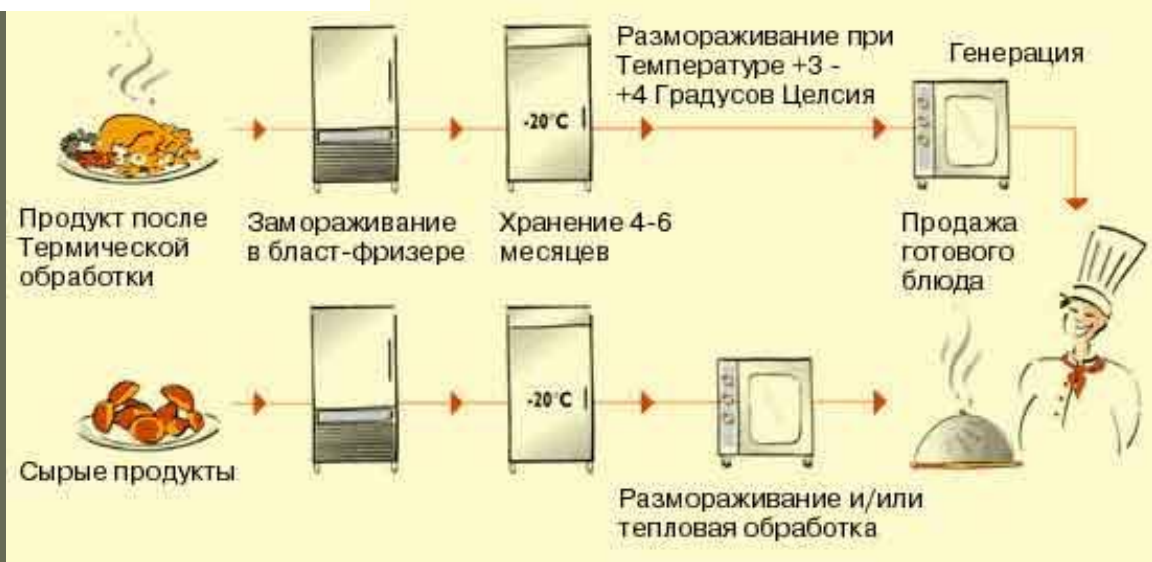 Размораживание при
Температуре +3 -
+4 Градусов Целсия
Генерация
-20°C
Продукт после
Термической
обработки
Замораживание
в бласт-фризере
Хранение 4-6
месяцев
Продажа
готового
блюда
-20°C
Сырые продукты
Размораживание и/или
тепловая обработка